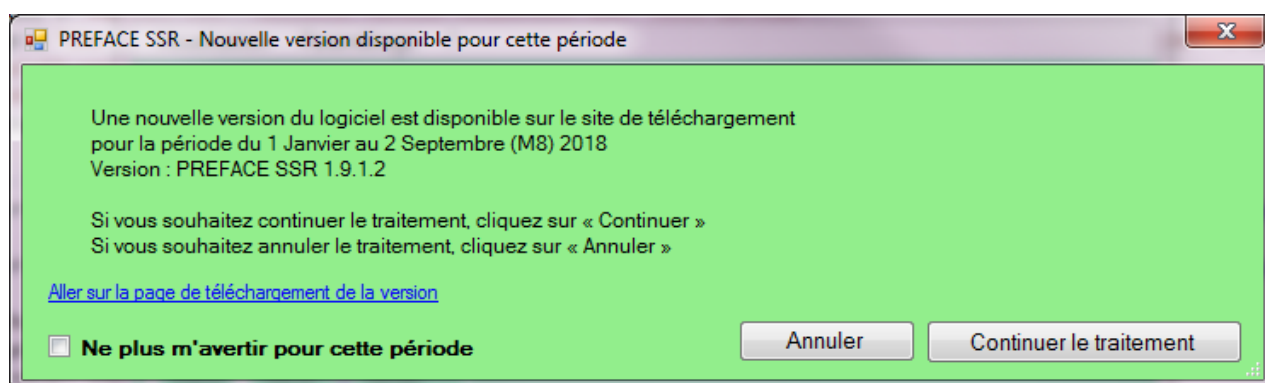 PREFACE SSR - Nouvelle version disponible pour cette période
Une nouvelle version du logiciel est disponible sur le site de téléchargement
pour la période du 1 Janvier au 2 Septembre (M8) 2018
Version : PREFACE SSR 1.9.1.2
Si vous souhaitez continuer le traitement, cliquez sur « Continuer »
Si vous souhaitez annuler le traitement, cliquez sur « Annuler »
Aller sur la page de téléchargement de la version
Ne plus m'avertir pour cette période
Annuler
Continuer le traitement